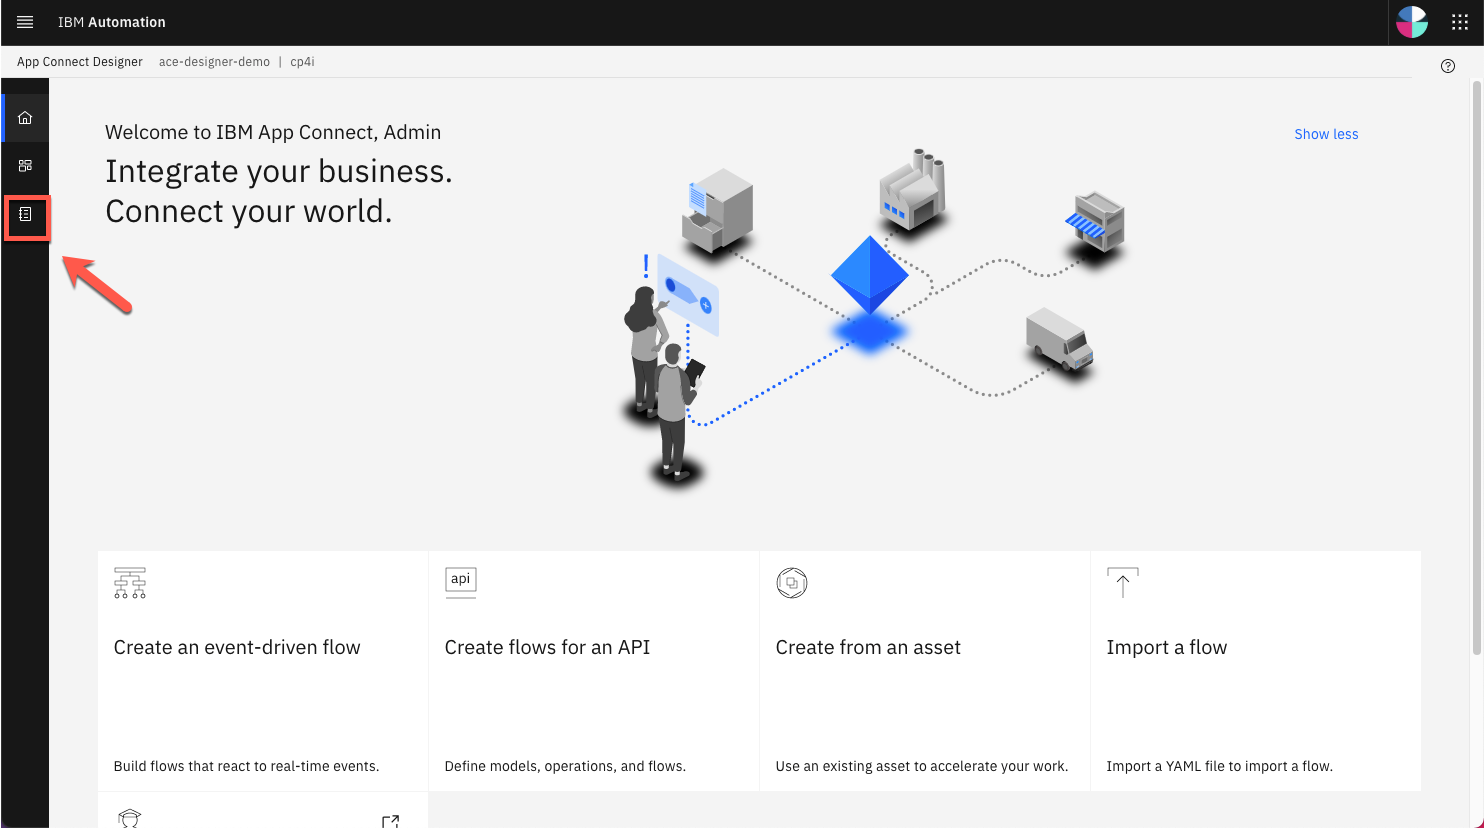 IBM Automation
App Connect Designer ace-designer-demo | cp4i
Welcome to IBM App Connect, Admin
Show less
Integrate your business.
Connect your world.
api
Create an event-driven flow
Build flows that react to real-time events.
Create flows for an API
Define models, operations, and flows.
Create from an asset
Use an existing asset to accelerate your work.
Import a flow
Import a YAML file to import a flow.